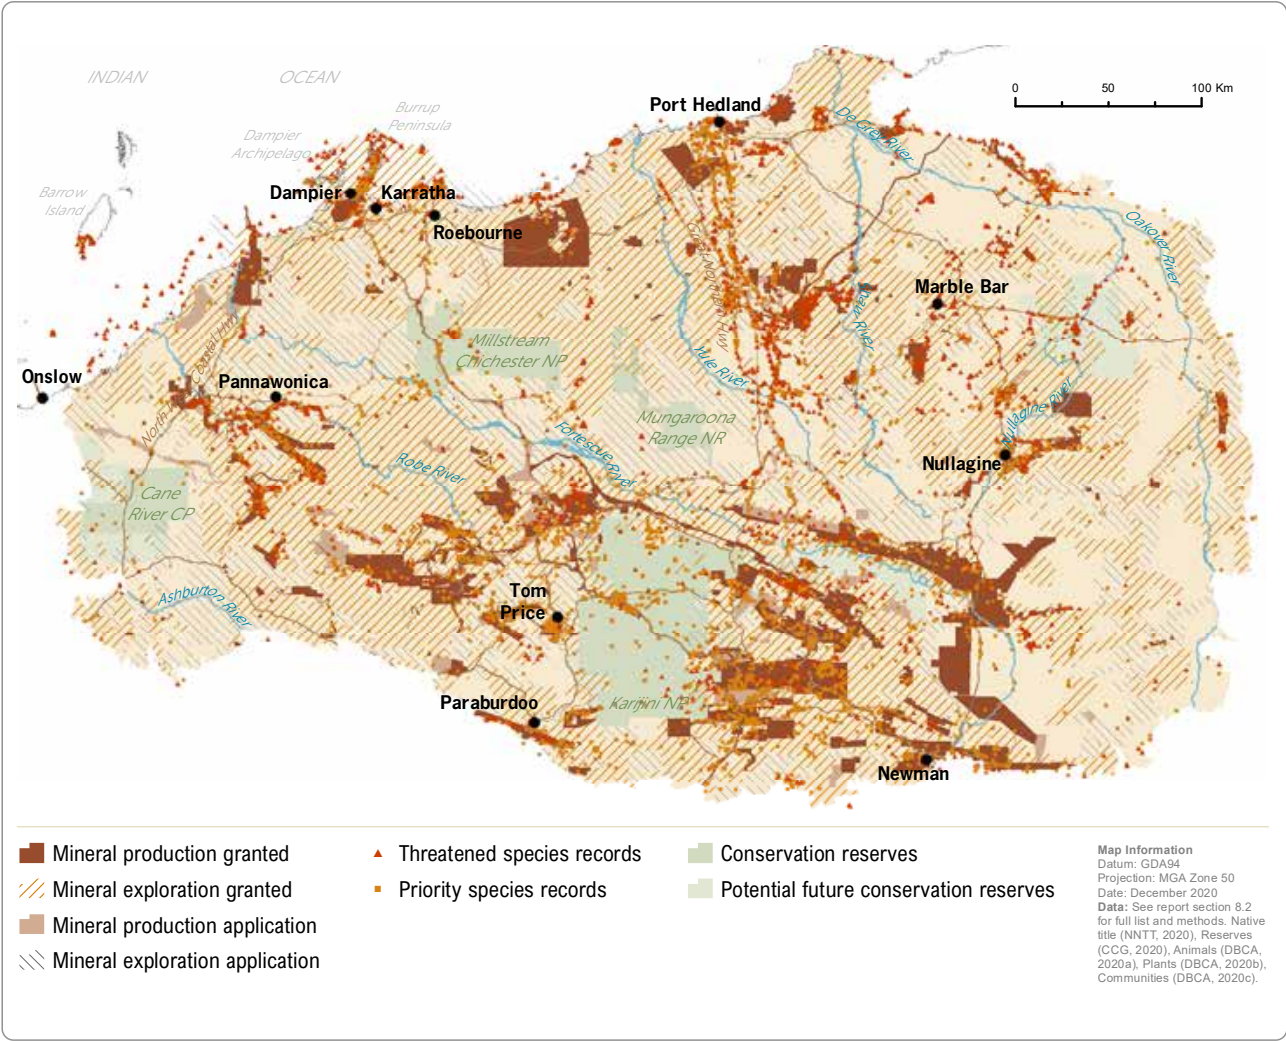 INDIAN OCEAN
Burrup
Peninsula
Dampier
Archipelago
Barrow
Island
0 50 100 Km
Port Hedland
De Grey River
Dampier
Karratha
Roebourne
Oakover River
Great Northern Hwy
Marble Bar
Shaw River
North West Coastal Hwy
Millstream
Chichester NP
Yule River
Onslow
Pannawonica
Mungaroona
Range NR
Nullagine River
Fortescue River
Robe River
Nullagine
Cane
River CP
Ashburton River
Tom
Price
Paraburdoo
Karijini NP
Newman
Mineral production granted
Mineral exploration granted
Mineral production application
Mineral exploration application
Threatened species records
Priority species records
Conservation reserves
Potential future conservation reserves
Map Information
Datum: GDA94
Projection: MGA Zone 50
Date: December 2020
Data: See report section 8.2
for full list and methods. Native
title (NNTT, 2020), Reserves
(CCG, 2020), Animals (DBCA,
2020a), Plants (DBCA, 2020b),
Communities (DBCA, 2020c).